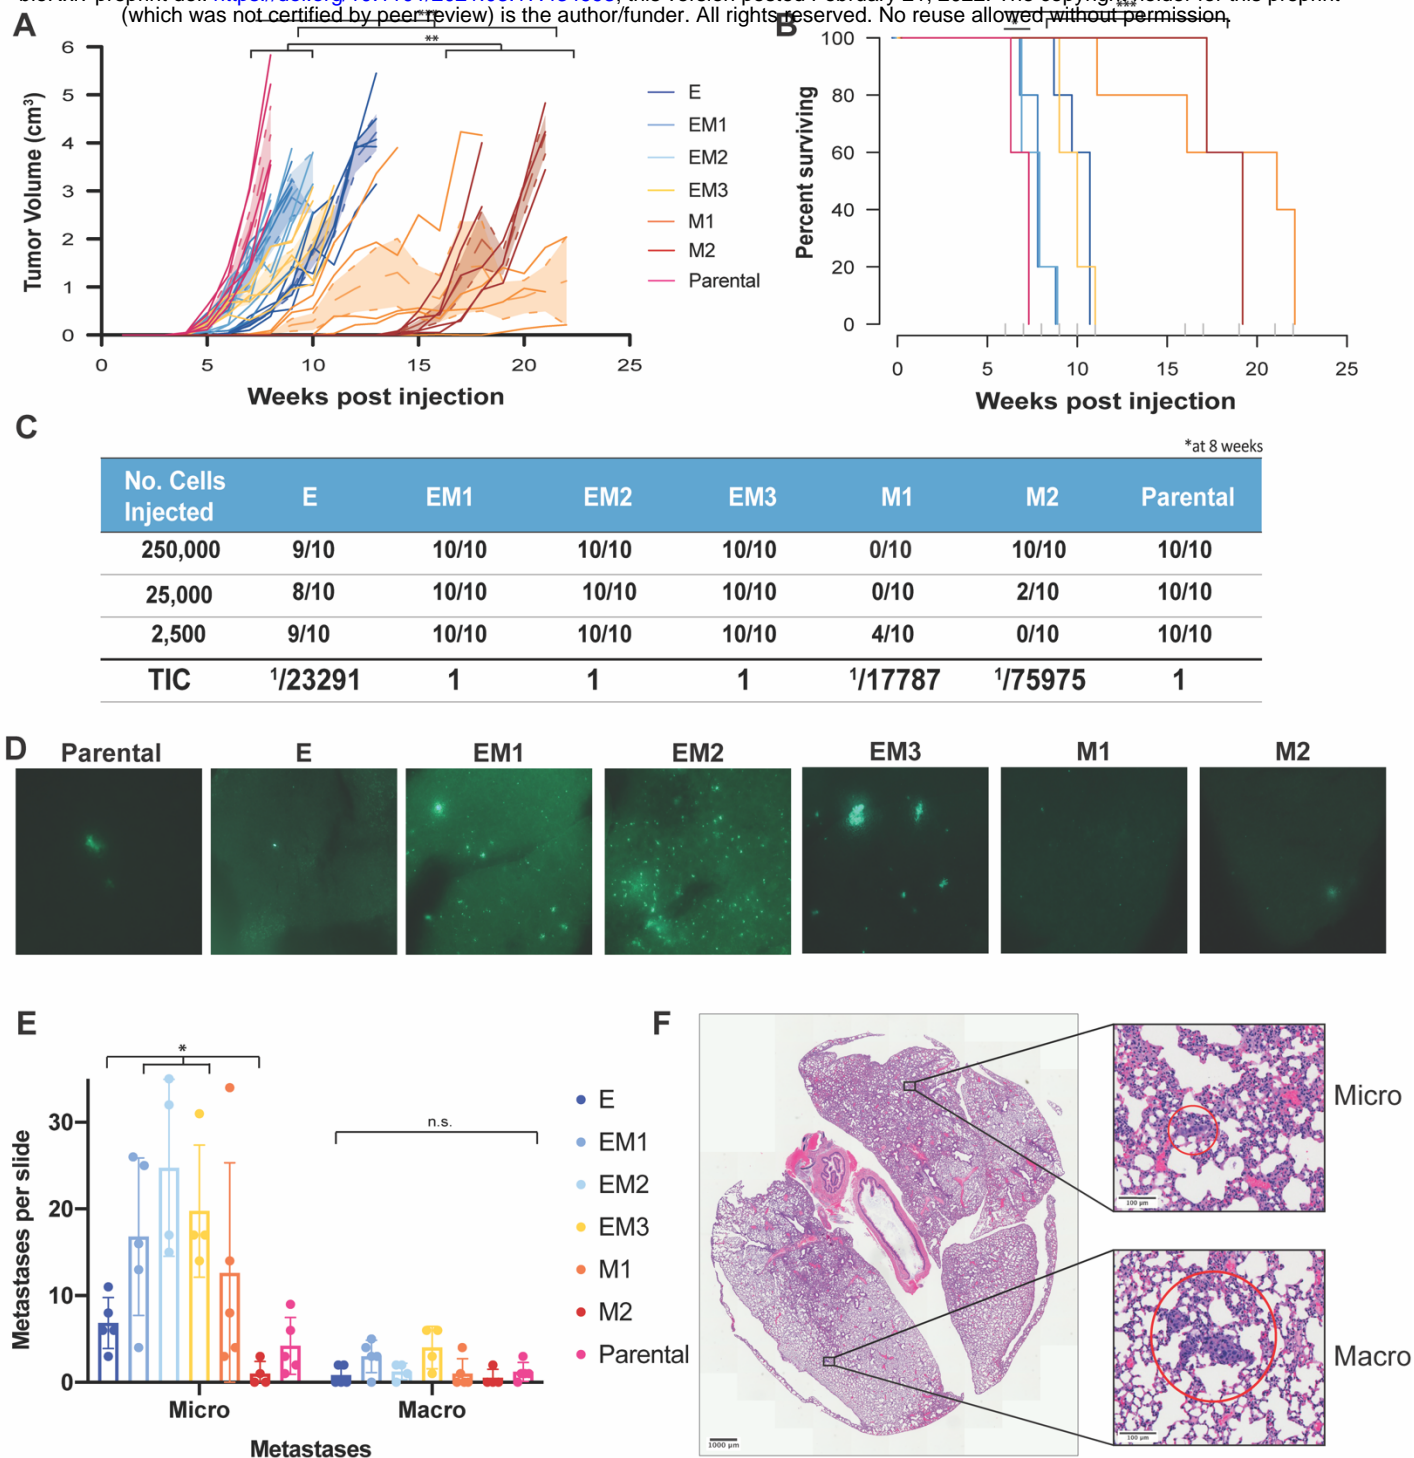 (which was not certified by peer review) is the author/funder. All rights reserved. No reuse allowed without permission.
A
**
6
5
4
3
2
1
0
Tumor Volume (cm³)
0 5 10 15 20 25
Weeks post injection
E
EM1
EM2
EM3
M1
M2
Parental
B
***
100
80
60
40
20
0
Percent surviving
0 5 10 15 20 25
Weeks post injection
C
*at 8 weeks
No. Cells Injected E EM1 EM2 EM3 M1 M2 Parental
250,000 9/10 10/10 10/10 10/10 0/10 10/10 10/10
25,000 8/10 10/10 10/10 10/10 0/10 2/10 10/10
2,500 9/10 10/10 10/10 10/10 4/10 0/10 10/10
TIC ¹/23291 1 1 1 ¹/17787 ¹/75975 1
D
Parental E EM1 EM2 EM3 M1 M2
E
*
n.s.
30
20
10
0
Metastases per slide
Micro Macro
Metastases
E
EM1
EM2
EM3
M1
M2
Parental
F
1000 µm
100 µm
Micro
100 µm
Macro